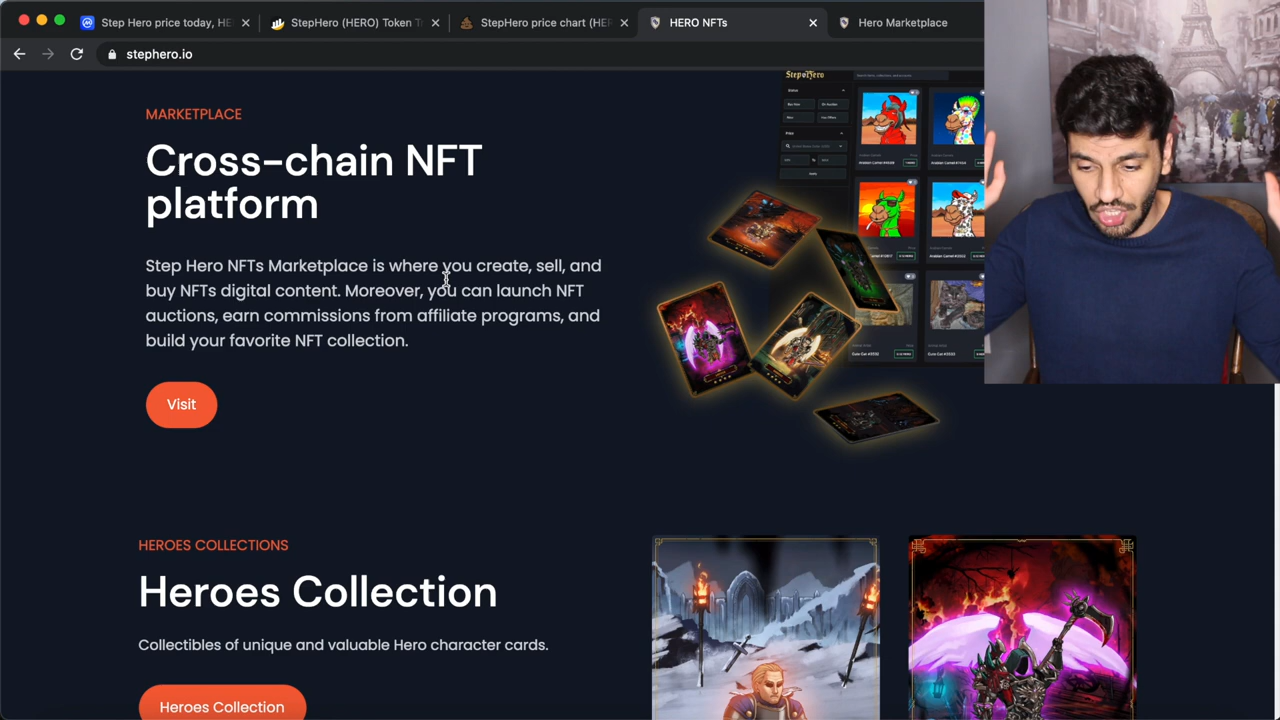 Step Hero price today, HE
StepHero (HERO) Token T
StepHero price chart (HER
HERO NFTs
Hero Marketplace
stephero.io
StepHero
MARKETPLACE
Cross-chain NFT
platform
Step Hero NFTs Marketplace is where you create, sell, and
buy NFTs digital content. Moreover, you can launch NFT
auctions, earn commissions from affiliate programs, and
build your favorite NFT collection.
Visit
HEROES COLLECTIONS
Heroes Collection
Collectibles of unique and valuable Hero character cards.
Heroes Collection